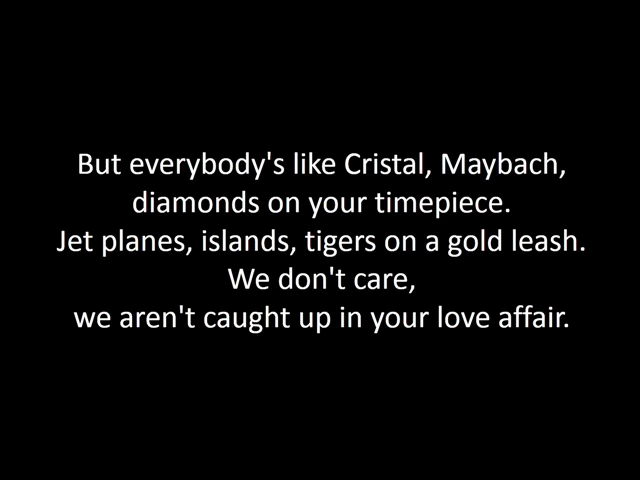 But everybody's like Cristal, Maybach,
diamonds on your timepiece.
Jet planes, islands, tigers on a gold leash.
We don't care,
we aren't caught up in your love affair.